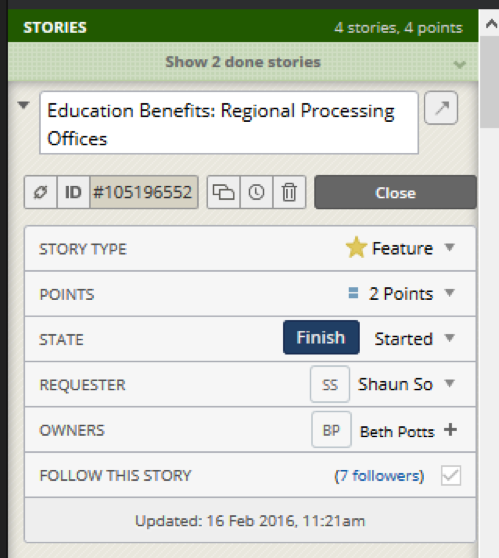 STORIES 4 stories, 4 points
Show 2 done stories
Education Benefits: Regional Processing
Offices
ID #105196552 Close
STORY TYPE Feature
POINTS 2 Points
STATE Finish Started
REQUESTER SS Shaun So
OWNERS BP Beth Potts +
FOLLOW THIS STORY (7 followers)
Updated: 16 Feb 2016, 11:21am